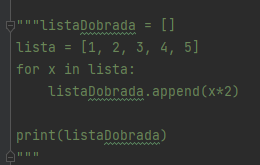 """listaDobrada = []
lista = [1, 2, 3, 4, 5]
for x in lista:
    listaDobrada.append(x*2)

print(listaDobrada)
"""